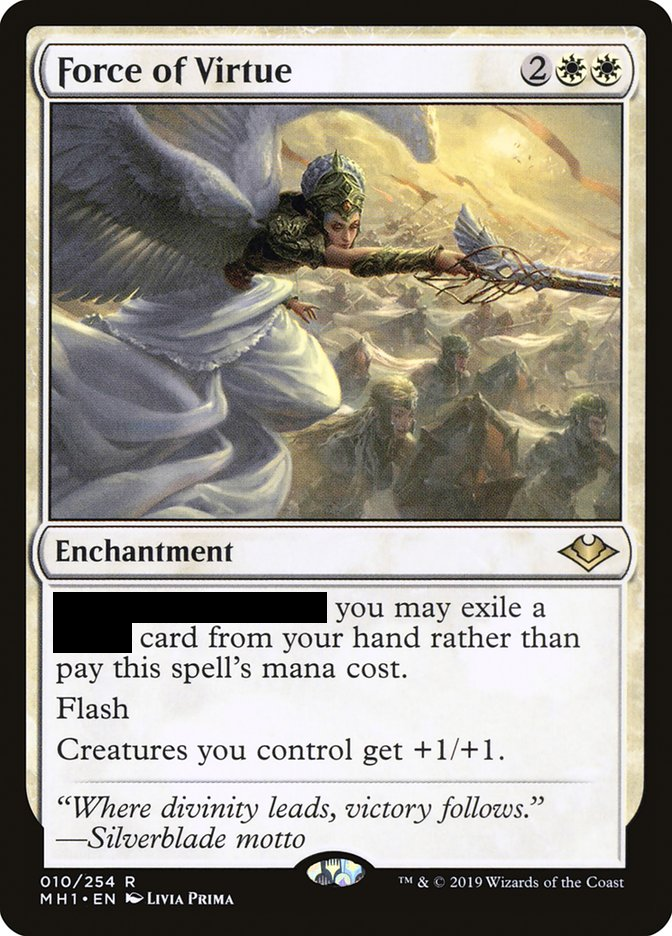 Force of Virtue 2
Enchantment
you may exile a
card from your hand rather than
pay this spell's mana cost.
Flash
Creatures you control get +1/+1.
“Where divinity leads, victory follows.”
—Silverblade motto
010/254 R
™ & © 2019 Wizards of the Coast
MH1 • EN Livia Prima